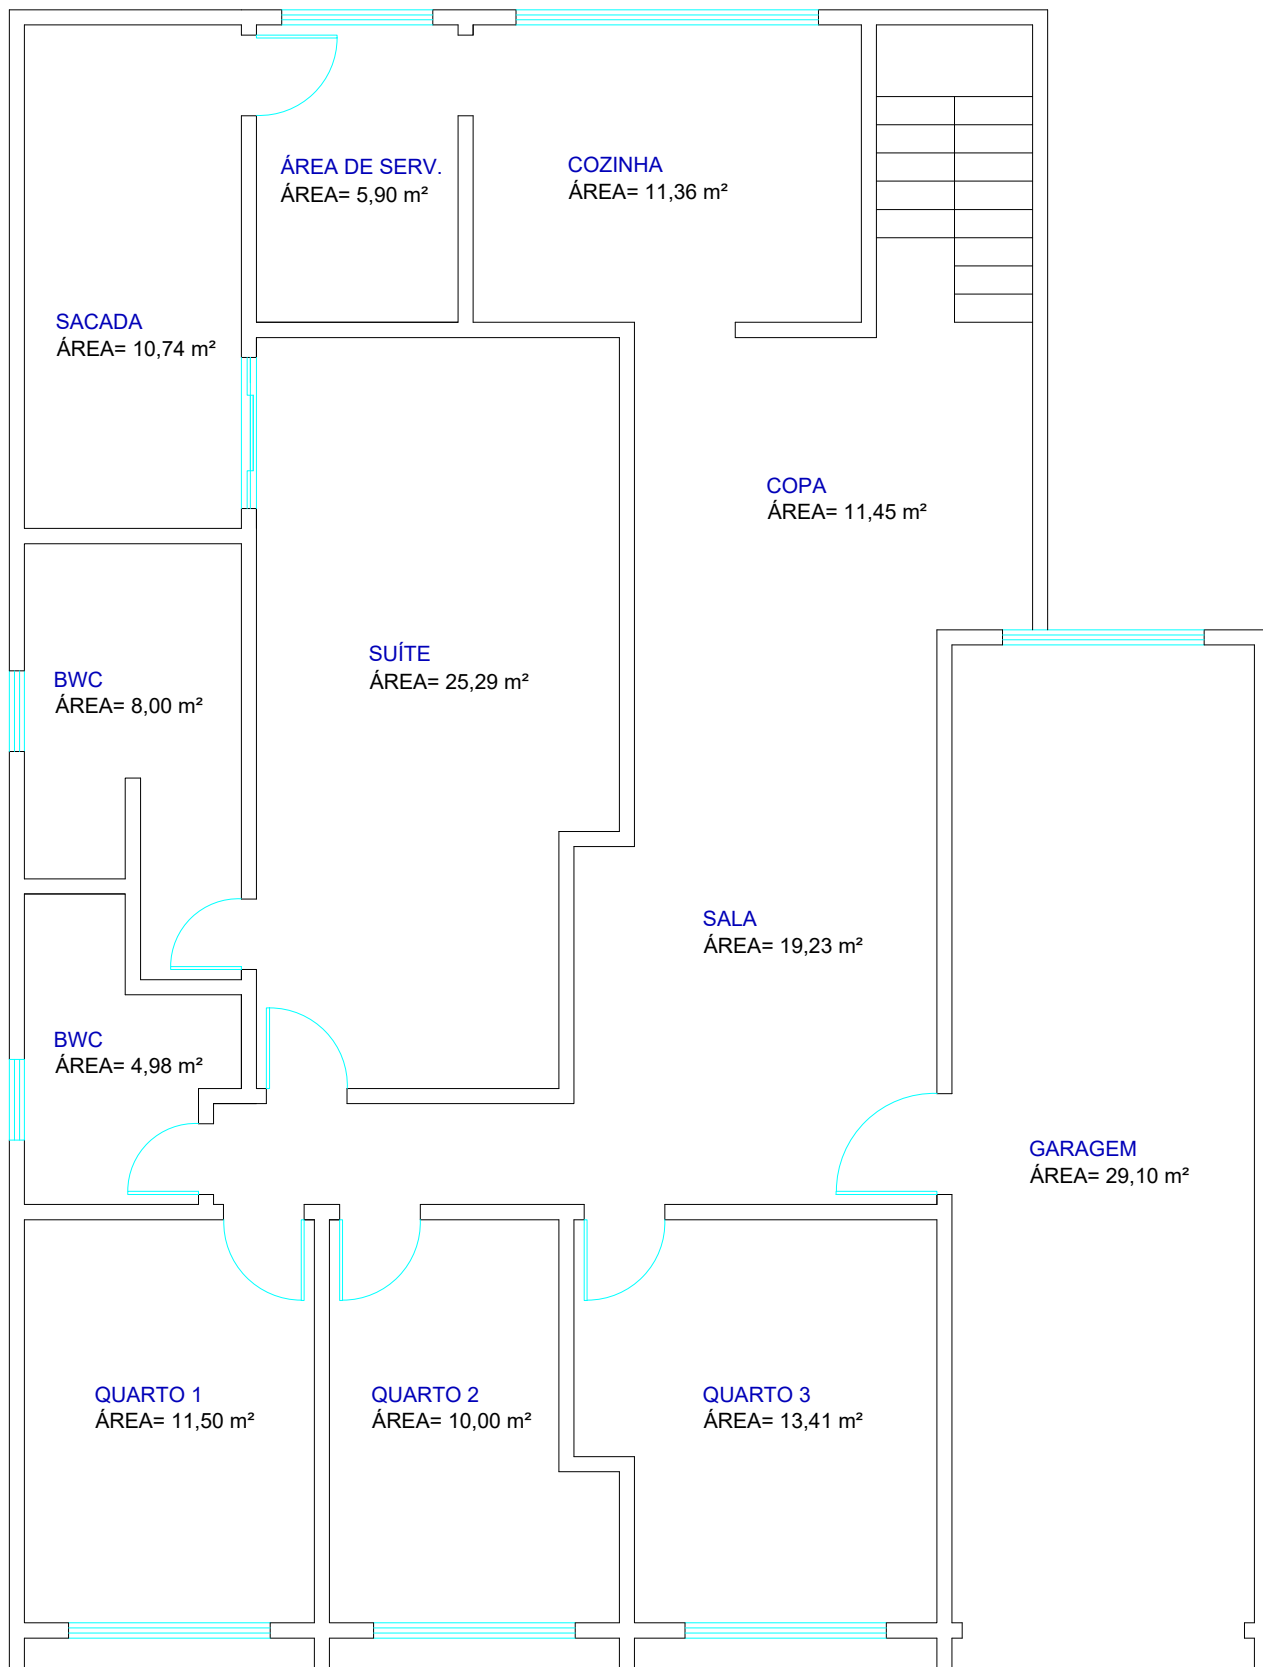 ÁREA DE SERV.
ÁREA= 5,90 m²
COZINHA
ÁREA= 11,36 m²
SACADA
ÁREA= 10,74 m²
COPA
ÁREA= 11,45 m²
SUÍTE
ÁREA= 25,29 m²
BWC
ÁREA= 8,00 m²
SALA
ÁREA= 19,23 m²
BWC
ÁREA= 4,98 m²
GARAGEM
ÁREA= 29,10 m²
QUARTO 1
ÁREA= 11,50 m²
QUARTO 2
ÁREA= 10,00 m²
QUARTO 3
ÁREA= 13,41 m²